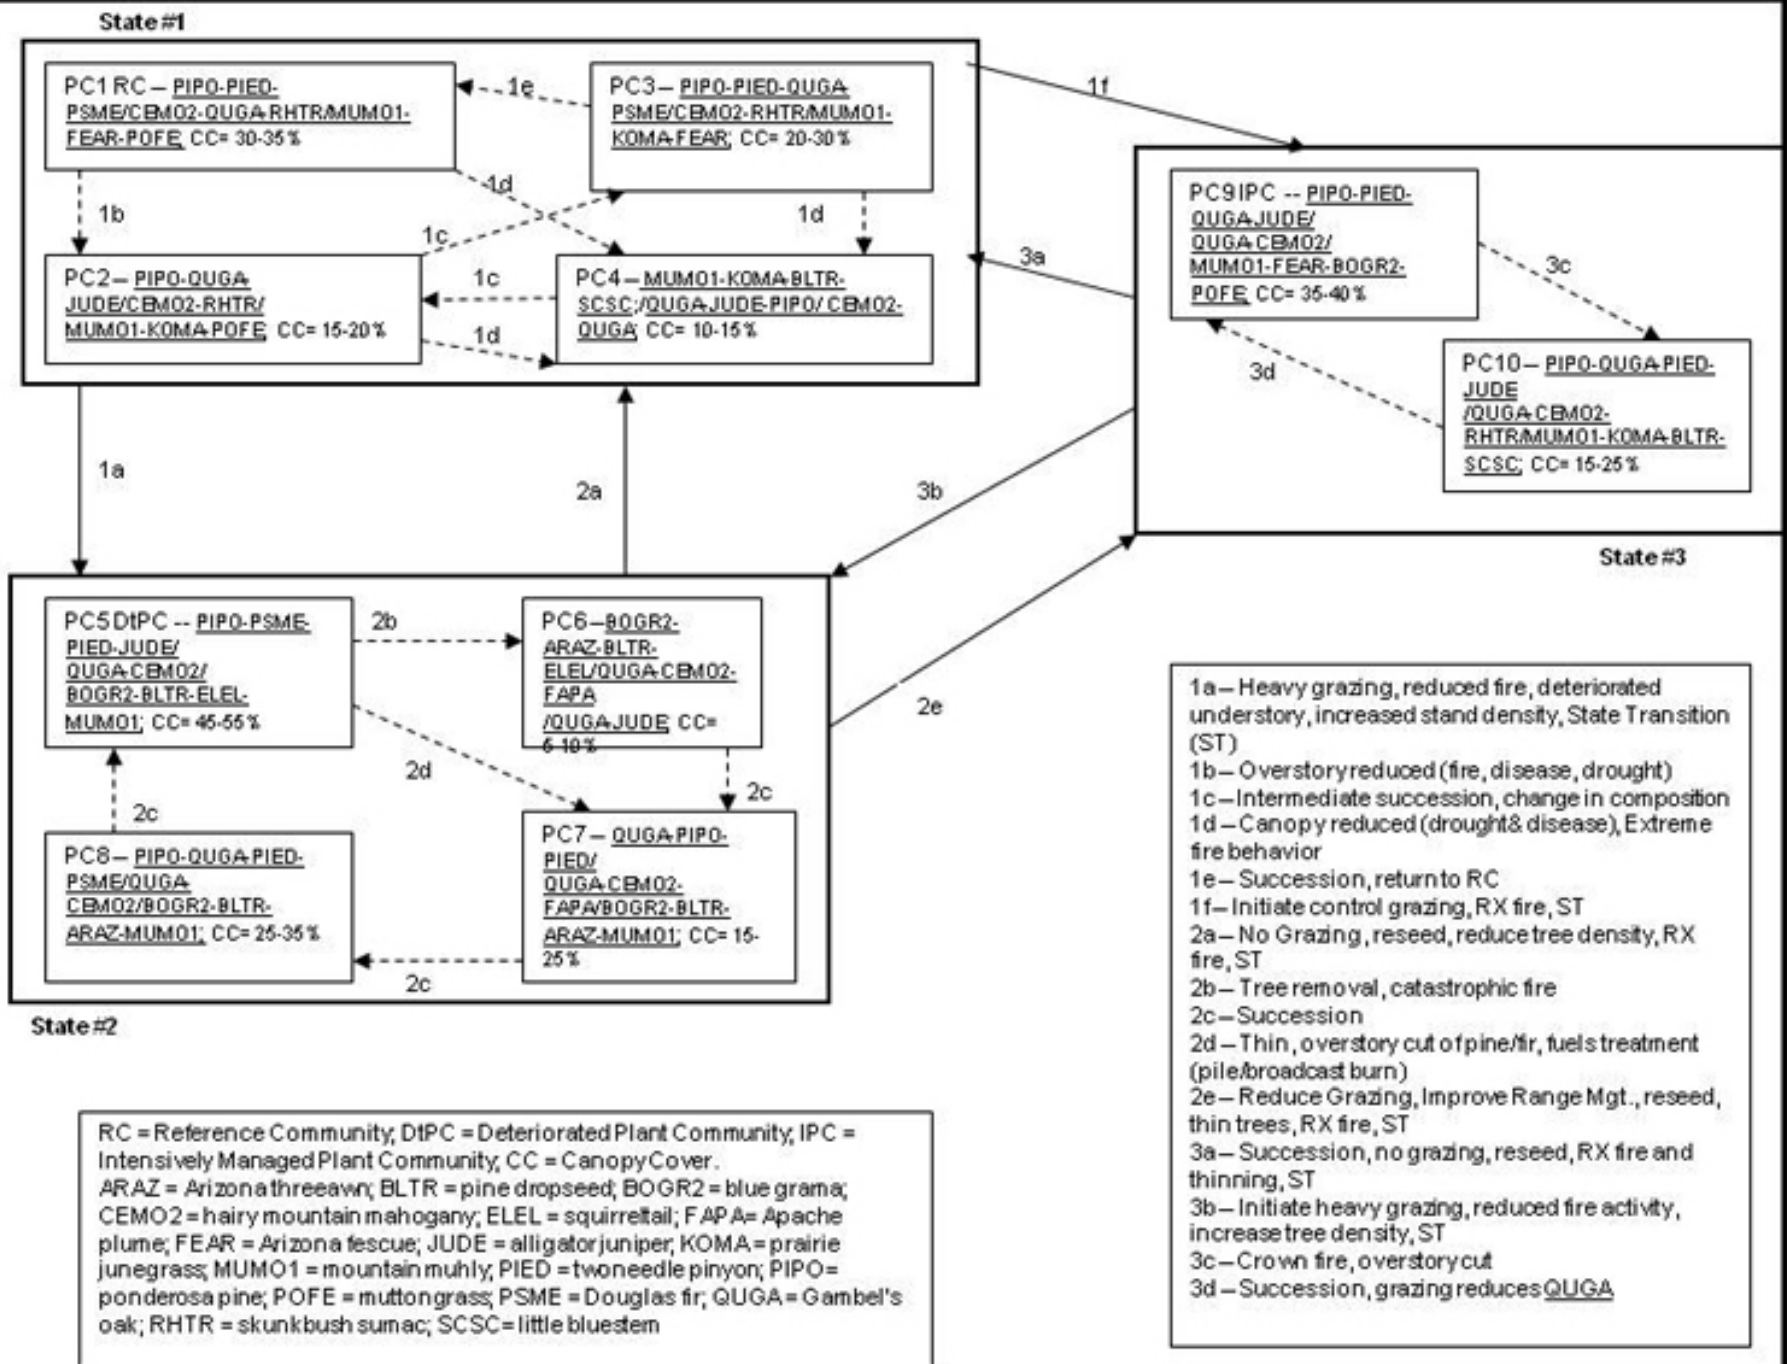 State #1
PC1 RC – PIPO-PIED-
PSME/CEMO2-QUGA-RHTR/MUMO1-
FEAR-POFE; CC= 30-35%
1e
PC3 – PIPO-PIED-QUGA-
PSME/CEMO2-RHTR/MUMO1-
KOMA-FEAR; CC= 20-30%
1f
1b
1d
1c
1d
PC2 – PIPO-QUGA-
JUDE/CEMO2-RHTR/
MUMO1-KOMA-POFE; CC= 15-20%
1c
1d
PC4 – MUMO1-KOMA-BLTR-
SCSC;/QUGA-JUDE-PIPO/ CEMO2-
QUGA; CC= 10-15%
3a
PC9 IPC -- PIPO-PIED-
QUGA-JUDE/
QUGA-CEMO2/
MUMO1-FEAR-BOGR2-
POFE; CC= 35-40%
3c
3d
PC10 – PIPO-QUGA-PIED-
JUDE
/QUGA-CEMO2-
RHTR/MUMO1-KOMA-BLTR-
SCSC; CC= 15-25%
State #3
1a
2a
3b
2e
PC5 DtPC -- PIPO-PSME-
PIED-JUDE/
QUGA-CEMO2/
BOGR2-BLTR-ELEL-
MUMO1; CC= 45-55%
2b
PC6 – BOGR2-
ARAZ-BLTR-
ELEL/QUGA-CEMO2-
FAPA
/QUGA-JUDE; CC=
5-10%
2d
2c
2c
PC8 – PIPO-QUGA-PIED-
PSME/QUGA-
CEMO2/BOGR2-BLTR-
ARAZ-MUMO1; CC= 25-35%
2c
PC7 – QUGA-PIPO-
PIED/
QUGA-CEMO2-
FAPA/BOGR2-BLTR-
ARAZ-MUMO1; CC= 15-
25%
State #2
1a – Heavy grazing, reduced fire, deteriorated
understory, increased stand density, State Transition
(ST)
1b – Overstory reduced (fire, disease, drought)
1c – Intermediate succession, change in composition
1d – Canopy reduced (drought & disease), Extreme
fire behavior
1e – Succession, return to RC
1f – Initiate control grazing, RX fire, ST
2a – No Grazing, reseed, reduce tree density, RX
fire, ST
2b – Tree removal, catastrophic fire
2c – Succession
2d – Thin, overstory cut of pine/fir, fuels treatment
(pile/broadcast burn)
2e – Reduce Grazing, Improve Range Mgt., reseed,
thin trees, RX fire, ST
3a – Succession, no grazing, reseed, RX fire and
thinning, ST
3b – Initiate heavy grazing, reduced fire activity,
increase tree density, ST
3c – Crown fire, overstory cut
3d – Succession, grazing reduces QUGA
RC = Reference Community; DtPC = Deteriorated Plant Community; IPC =
Intensively Managed Plant Community; CC = Canopy Cover.
ARAZ = Arizona threeawn; BLTR = pine dropseed; BOGR2 = blue grama;
CEMO2 = hairy mountain mahogany; ELEL = squirreltail; FAPA= Apache
plume; FEAR = Arizona fescue; JUDE = alligator juniper; KOMA = prairie
junegrass; MUMO1 = mountain muhly; PIED = twoneedle pinyon; PIPO=
ponderosa pine; POFE = muttongrass; PSME = Douglas fir; QUGA = Gambel's
oak; RHTR = skunkbush sumac; SCSC= little bluestem